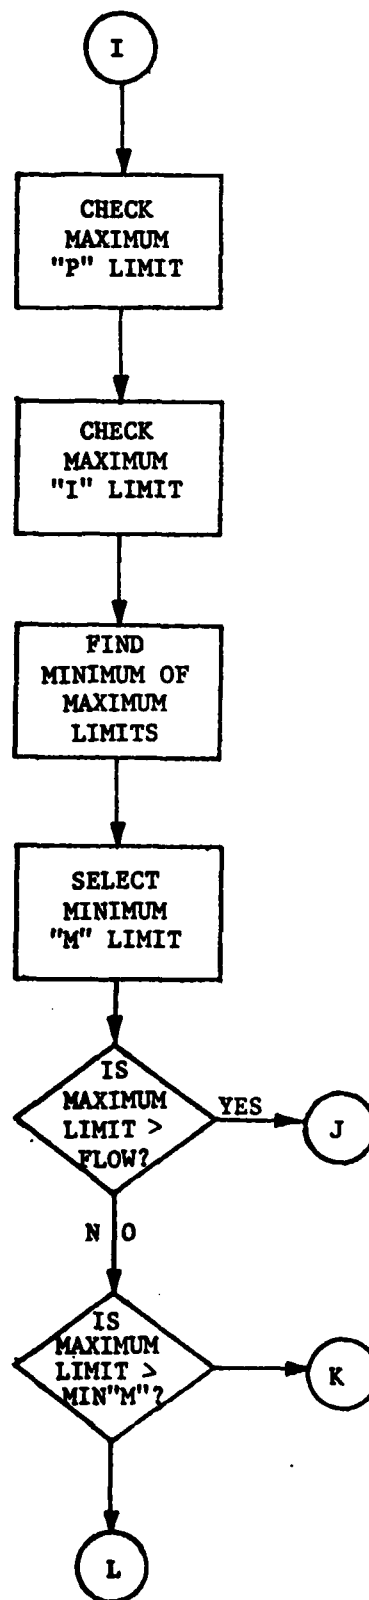 I
CHECK
MAXIMUM
"P" LIMIT
CHECK
MAXIMUM
"I" LIMIT
FIND
MINIMUM OF
MAXIMUM
LIMITS
SELECT
MINIMUM
"M" LIMIT
IS
MAXIMUM
LIMIT >
FLOW?
YES
J
NO
IS
MAXIMUM
LIMIT >
MIN"M"?
K
L